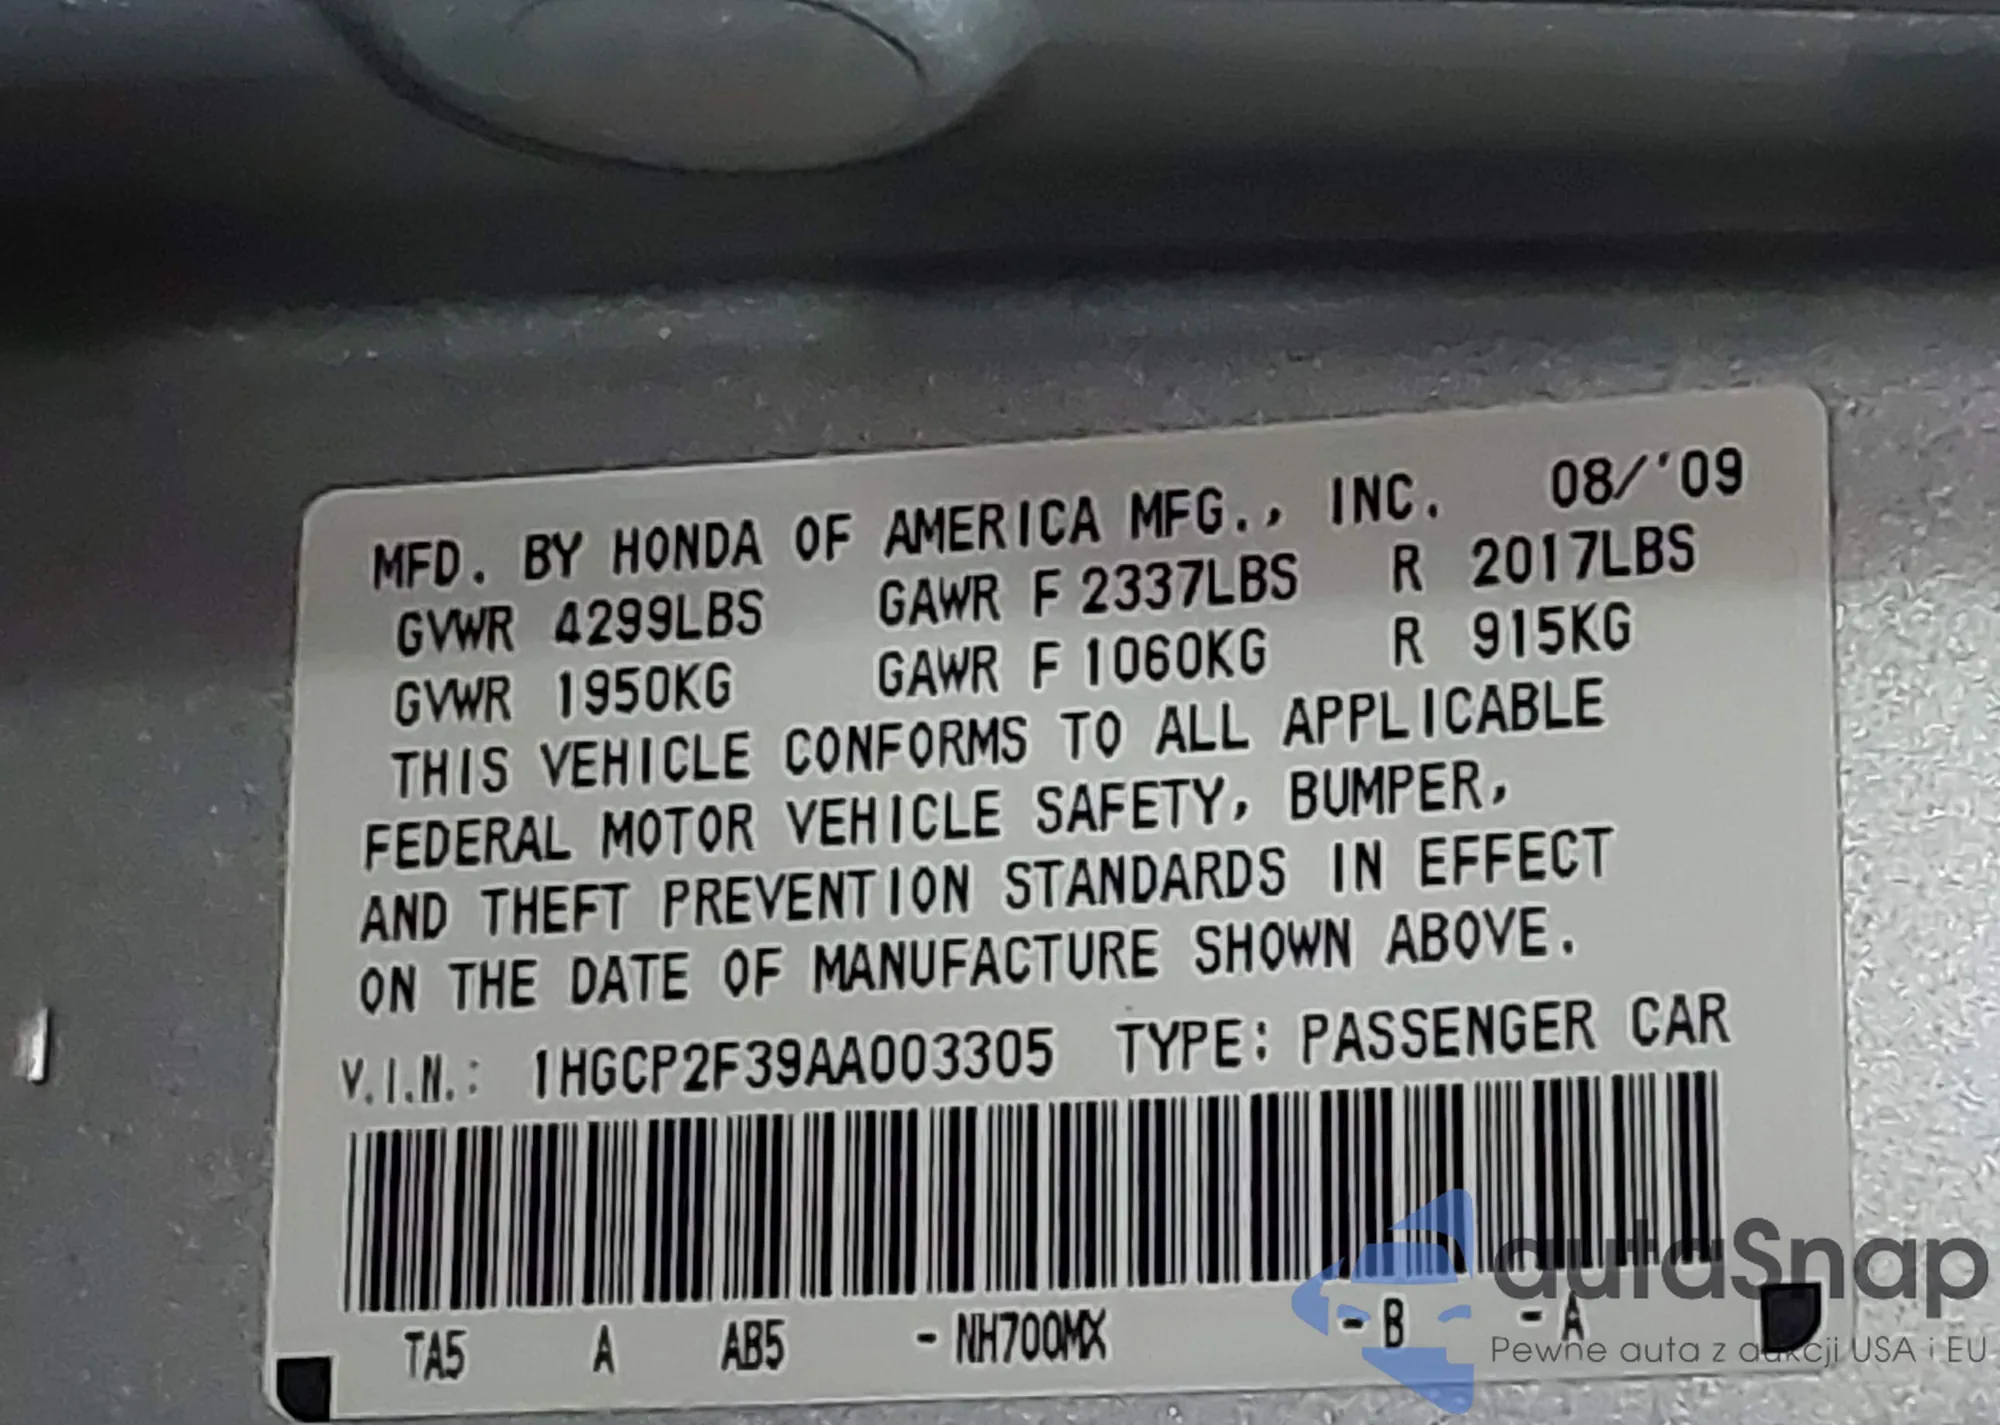 MFD. BY HONDA OF AMERICA MFG., INC. 08/'09
GVWR 4299LBS GAWR F 2337LBS R 2017LBS
GVWR 1950KG GAWR F 1060KG R 915KG
THIS VEHICLE CONFORMS TO ALL APPLICABLE
FEDERAL MOTOR VEHICLE SAFETY, BUMPER,
AND THEFT PREVENTION STANDARDS IN EFFECT
ON THE DATE OF MANUFACTURE SHOWN ABOVE.
V.I.N.: 1HGCP2F39AA003305 TYPE: PASSENGER CAR
TA5 A AB5 - NH700MX - B - A
autaSnap
Pewne auta z aukcji USA i EU